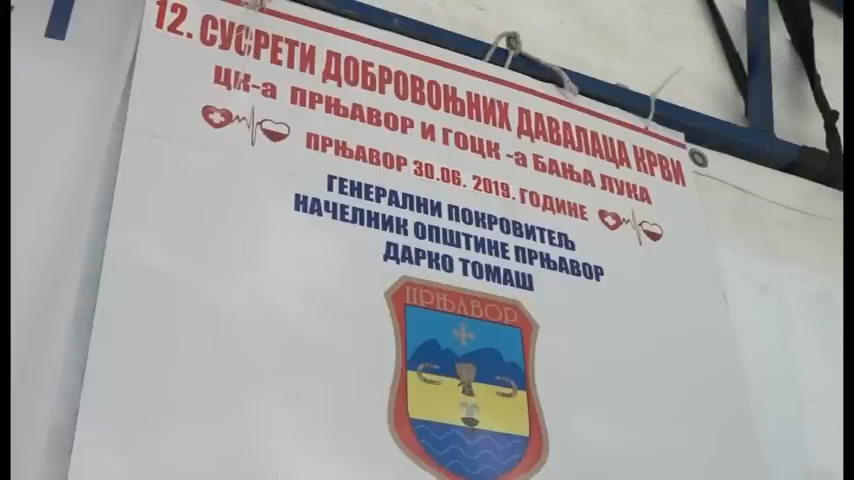 12. СУСРЕТИ ДОБРОВОЉНИХ ДАВАЛАЦА КРВИ
ЦК-а ПРЊАВОР И ГОЦК -а БАЊА ЛУКА
ПРЊАВОР 30.06. 2019. ГОДИНЕ
ГЕНЕРАЛНИ ПОКРОВИТЕЉ
НАЧЕЛНИК ОПШТИНЕ ПРЊАВОР
ДАРКО ТОМАШ
ПРЊАВОР